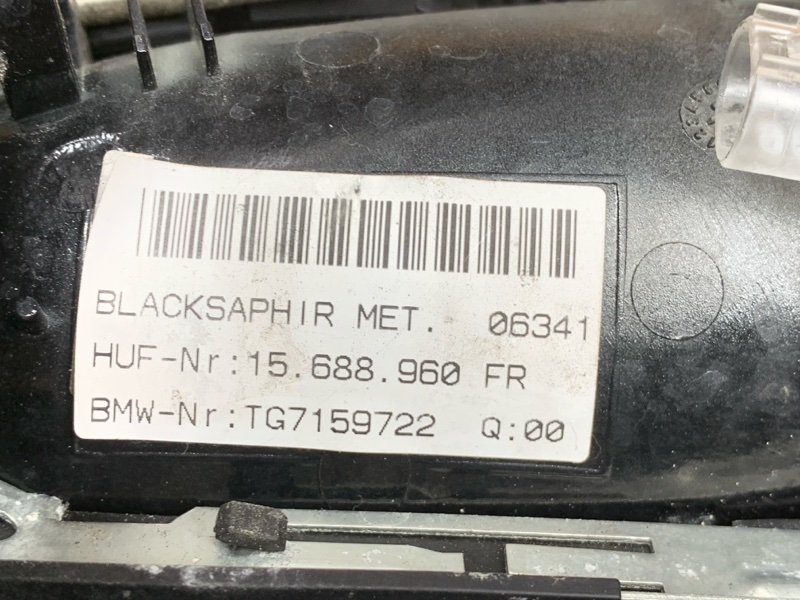 BLACKSAPHIR MET. 06341
HUF-Nr:15.688.960 FR
BMW-Nr:TG7159722 Q:00